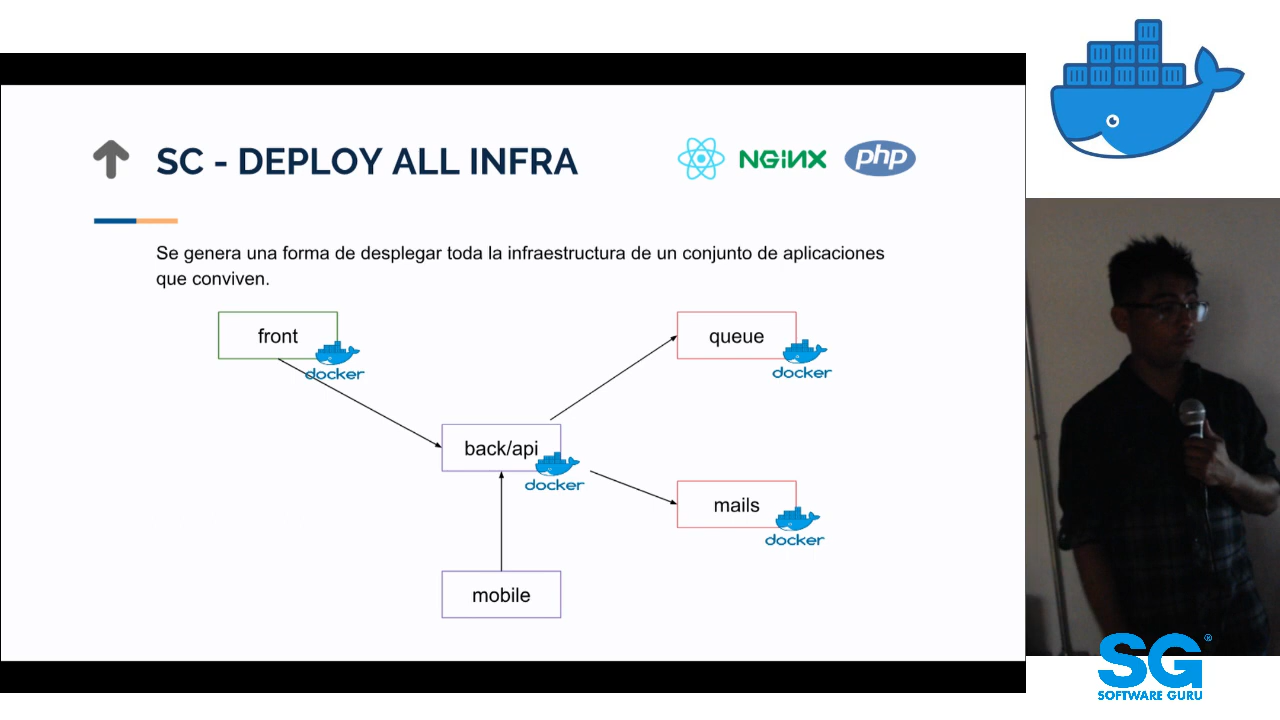 SC - DEPLOY ALL INFRA
NGINX
php
Se genera una forma de desplegar toda la infraestructura de un conjunto de aplicaciones
que conviven.
front
docker
queue
docker
back/api
docker
mails
docker
mobile
SG®
SOFTWARE GURU